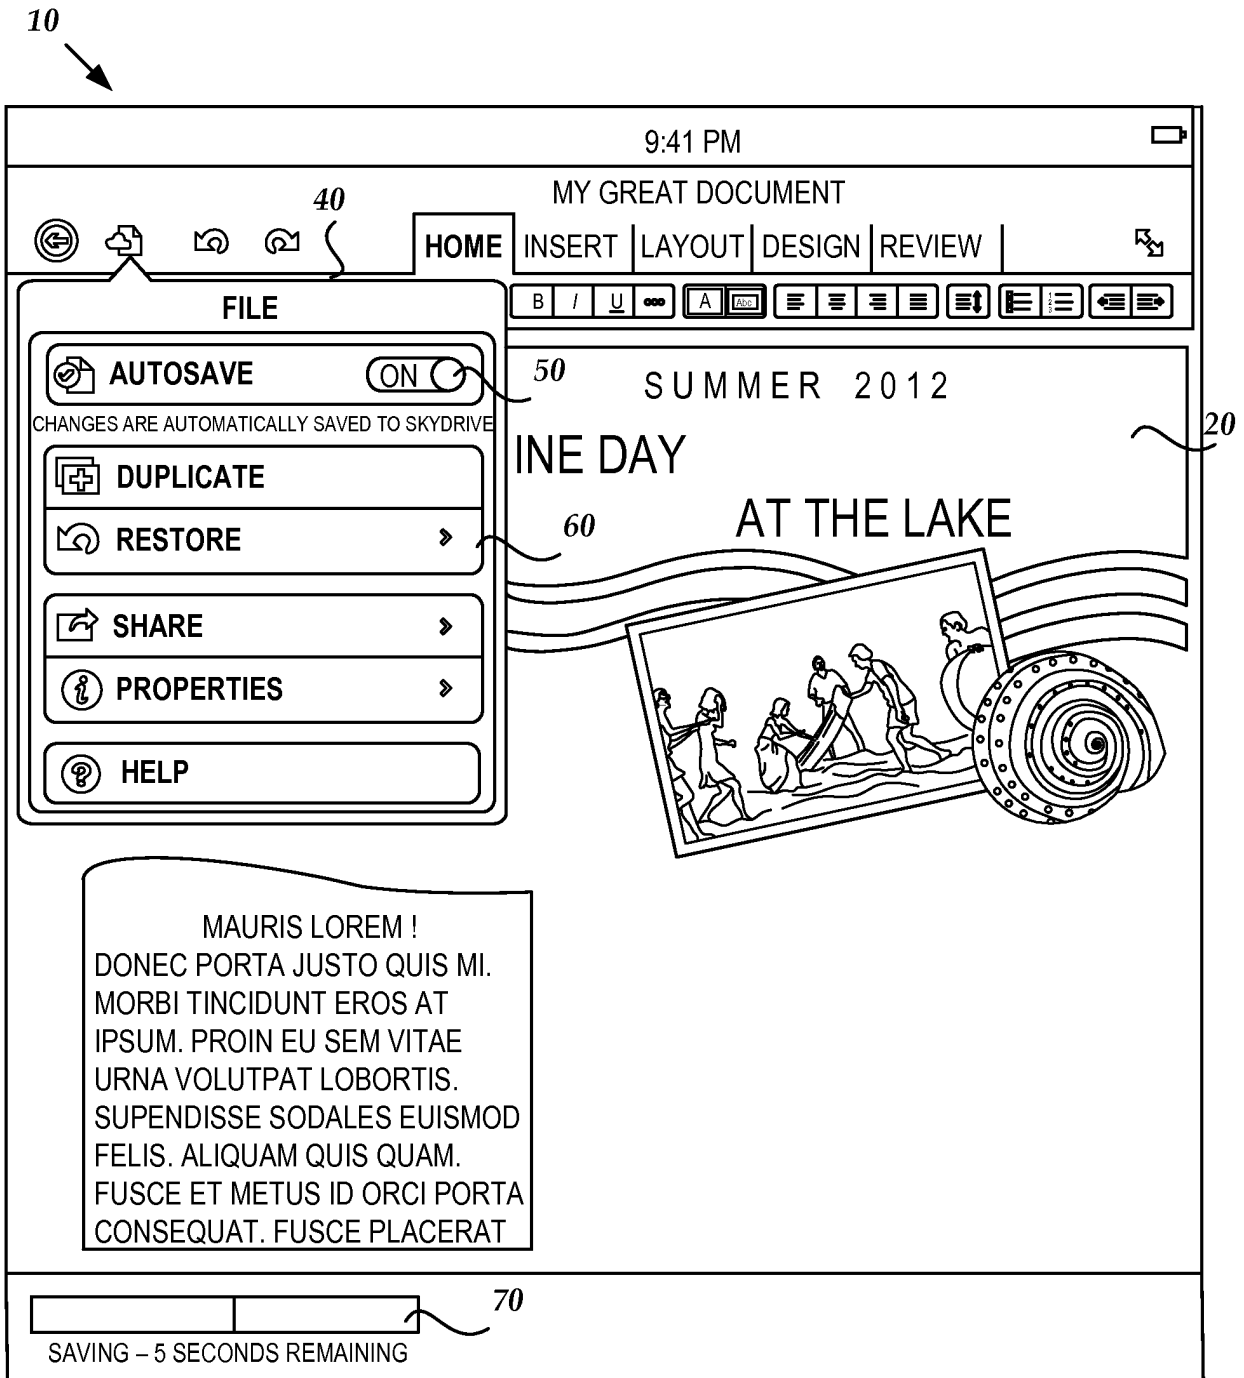 10
9:41 PM
MY GREAT DOCUMENT
40
HOME INSERT LAYOUT DESIGN REVIEW
FILE
B I U A Abc
1 2 3
AUTOSAVE ON
50
SUMMER 2012
CHANGES ARE AUTOMATICALLY SAVED TO SKYDRIVE
20
INE DAY
DUPLICATE
AT THE LAKE
RESTORE
60
SHARE
PROPERTIES
HELP
MAURIS LOREM !
DONEC PORTA JUSTO QUIS MI.
MORBI TINCIDUNT EROS AT
IPSUM. PROIN EU SEM VITAE
URNA VOLUTPAT LOBORTIS.
SUPENDISSE SODALES EUISMOD
FELIS. ALIQUAM QUIS QUAM.
FUSCE ET METUS ID ORCI PORTA
CONSEQUAT. FUSCE PLACERAT
70
SAVING – 5 SECONDS REMAINING